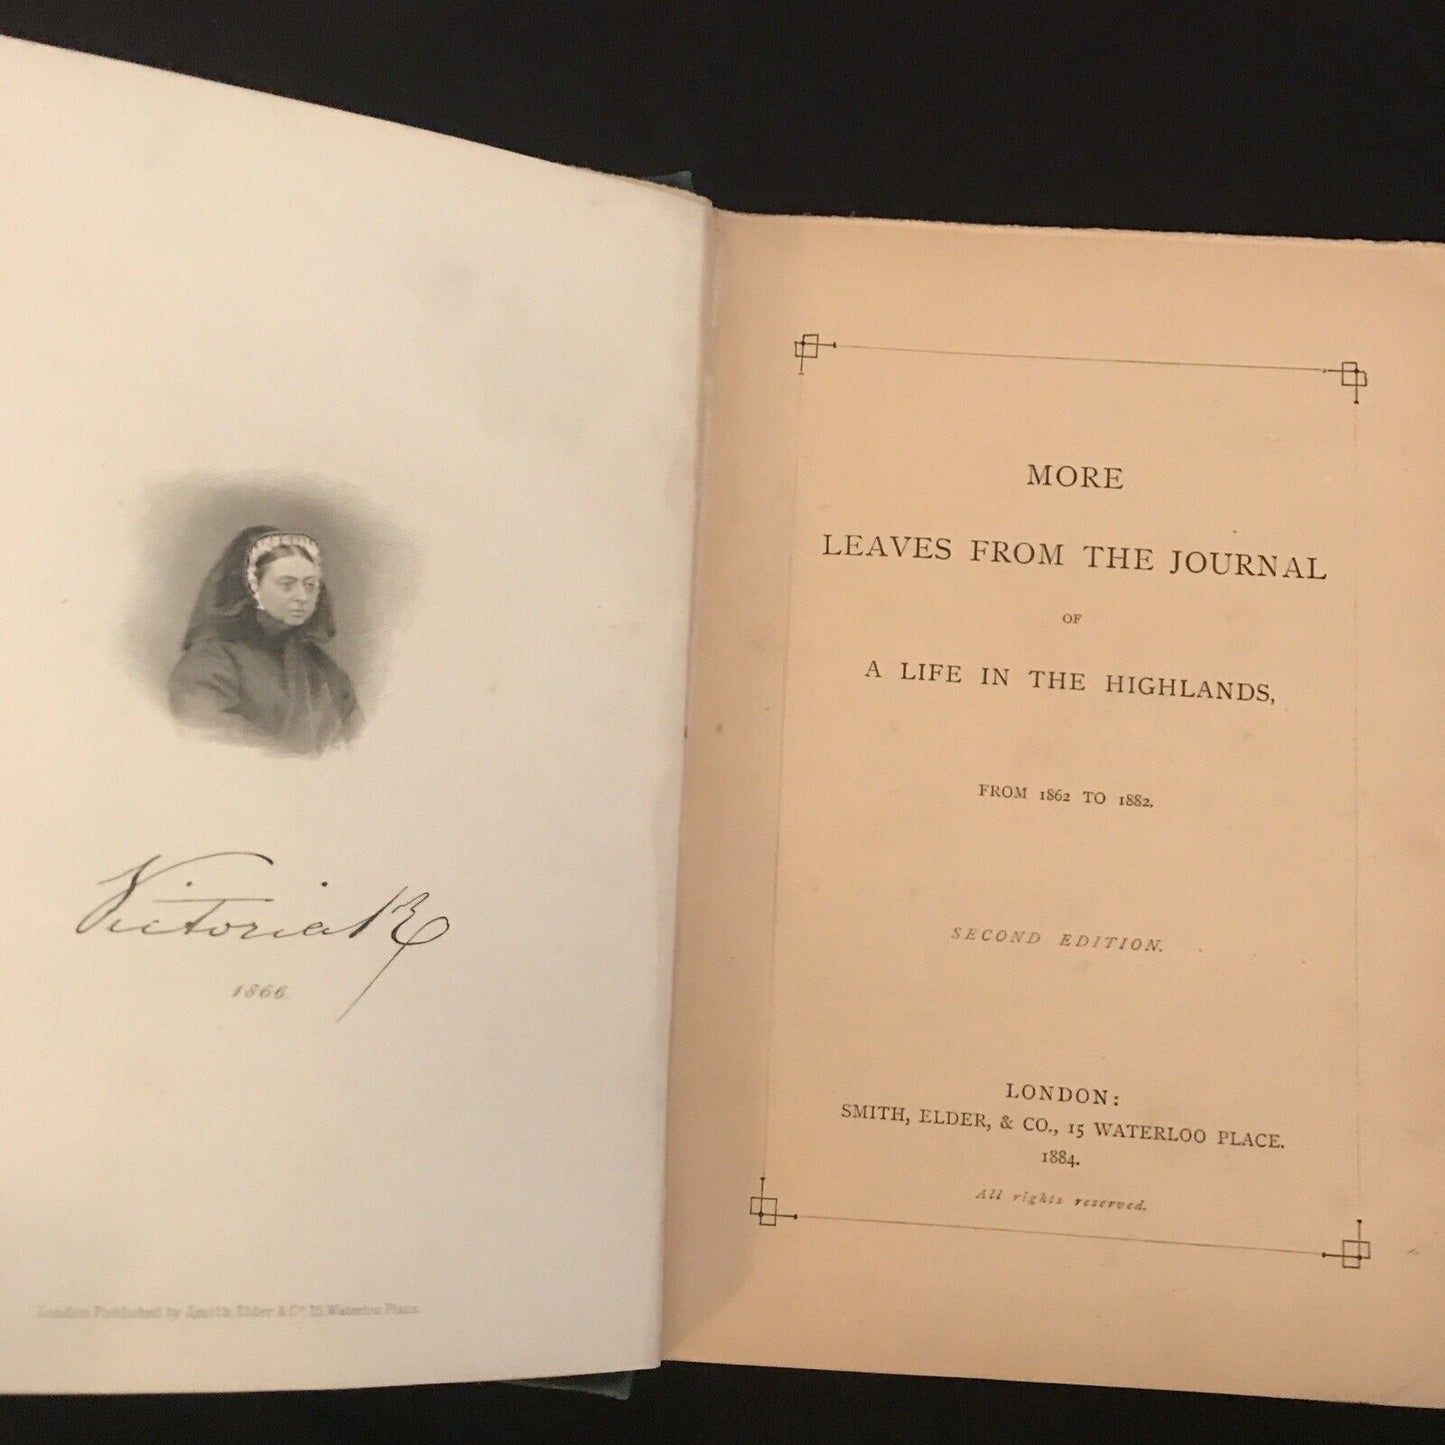 Victoria R
1866
London Published by Smith Elder & Co 15 Waterloo Place
MORE
LEAVES FROM THE JOURNAL
OF
A LIFE IN THE HIGHLANDS,
FROM 1862 TO 1882.
SECOND EDITION.
LONDON:
SMITH, ELDER, & CO., 15 WATERLOO PLACE.
1884.
All rights reserved.